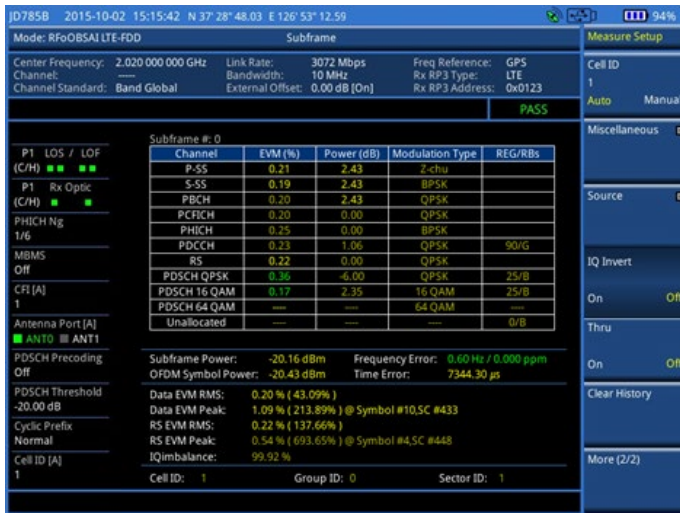 JD785B 2015-10-02 15:15:42 N 37' 28" 48.03 E 126' 53" 12.59 94%
Mode: RFoOBSAI LTE-FDD Subframe
Center Frequency: 2.020 000 000 GHz Link Rate: 3072 Mbps Freq Reference: GPS
Channel: ---- Bandwidth: 10 MHz Rx RP3 Type: LTE
Channel Standard: Band Global External Offset: 0.00 dB [On] Rx RP3 Address: 0x0123
PASS
P1 LOS / LOF
(C/H)
P1 Rx Optic
(C/H)
PHICH Ng
1/6
MBMS
Off
CFI [A]
1
Antenna Port [A]
ANT0 ANT1
PDSCH Precoding
Off
PDSCH Threshold
-20.00 dB
Cyclic Prefix
Normal
Cell ID [A]
1
Subframe #: 0
Channel EVM (%) Power (dB) Modulation Type REG/RBs
P-SS 0.21 2.43 Z-chu
S-SS 0.19 2.43 BPSK
PBCH 0.20 2.43 QPSK
PCFICH 0.20 0.00 QPSK
PHICH 0.25 0.00 BPSK
PDCCH 0.23 1.06 QPSK 90/G
RS 0.22 0.00 QPSK
PDSCH QPSK 0.36 -6.00 QPSK 25/B
PDSCH 16 QAM 0.17 2.35 16 QAM 25/B
PDSCH 64 QAM ---- ---- 64 QAM ----
Unallocated ---- ---- ---- 0/B
Subframe Power: -20.16 dBm Frequency Error: 0.60 Hz / 0.000 ppm
OFDM Symbol Power: -20.43 dBm Time Error: 7344.30 µs
Data EVM RMS: 0.20 % ( 43.09% )
Data EVM Peak: 1.09 % ( 213.89% ) @ Symbol #10,SC #433
RS EVM RMS: 0.22 % ( 137.66% )
RS EVM Peak: 0.54 % ( 693.65% ) @ Symbol #4,SC #448
IQimbalance: 99.92 %
Cell ID: 1 Group ID: 0 Sector ID: 1
Measure Setup
Cell ID
1
Auto Manua
Miscellaneous
Source
IQ Invert
On Off
Thru
On Off
Clear History
More (2/2)